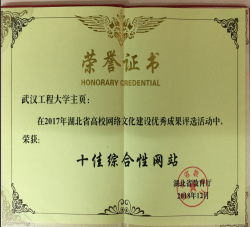 荣誉证书
HONORARY CREDENTIAL
武汉工程大学主页：
在2017年湖北省高校网络文化建设优秀成果评选活动中，
荣获：
十佳综合性网站
湖北省教育厅
2018年12月